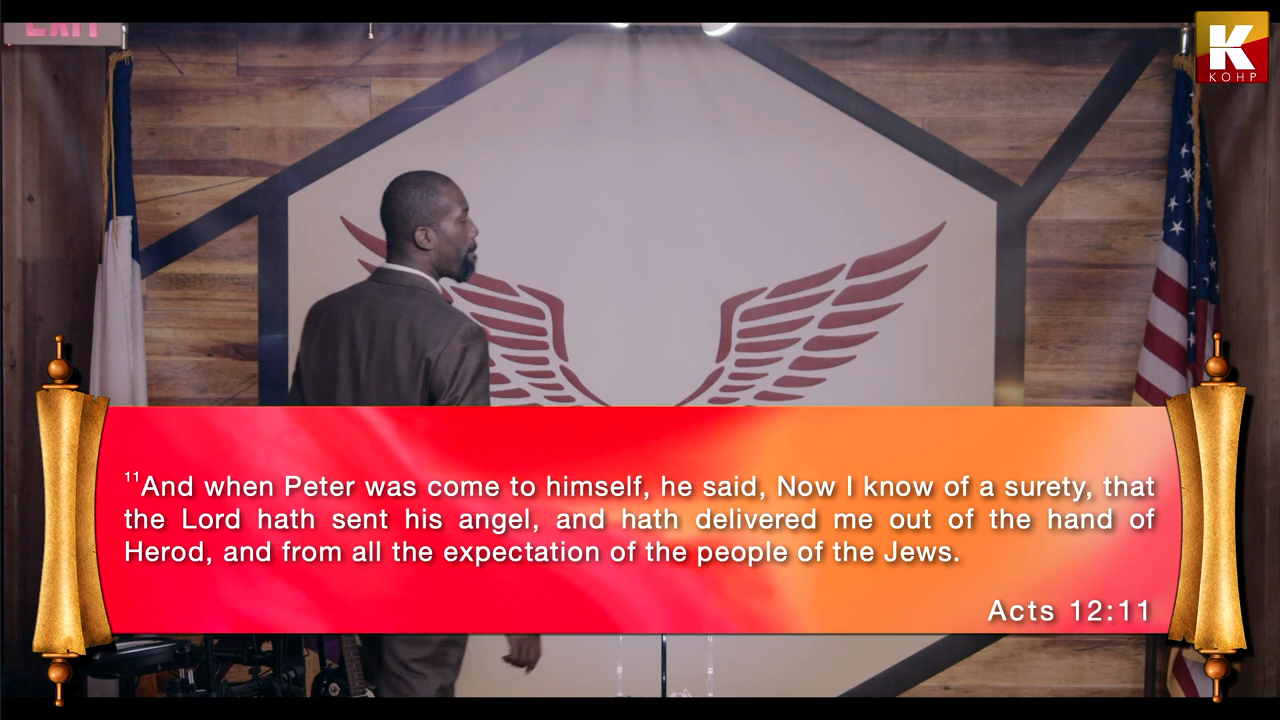 EXIT
K
KOHP
11And when Peter was come to himself, he said, Now I know of a surety, that
the Lord hath sent his angel, and hath delivered me out of the hand of
Herod, and from all the expectation of the people of the Jews.
Acts 12:11